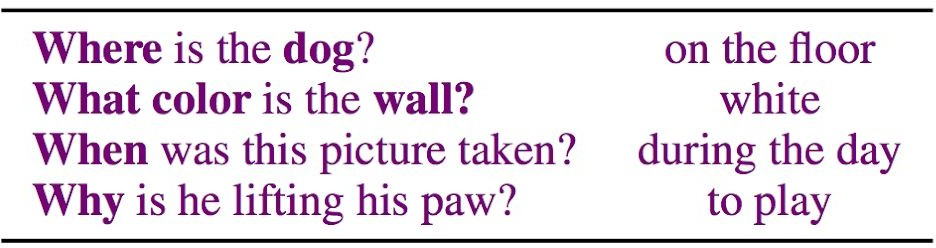 Where is the dog? on the floor
What color is the wall? white
When was this picture taken? during the day
Why is he lifting his paw? to play